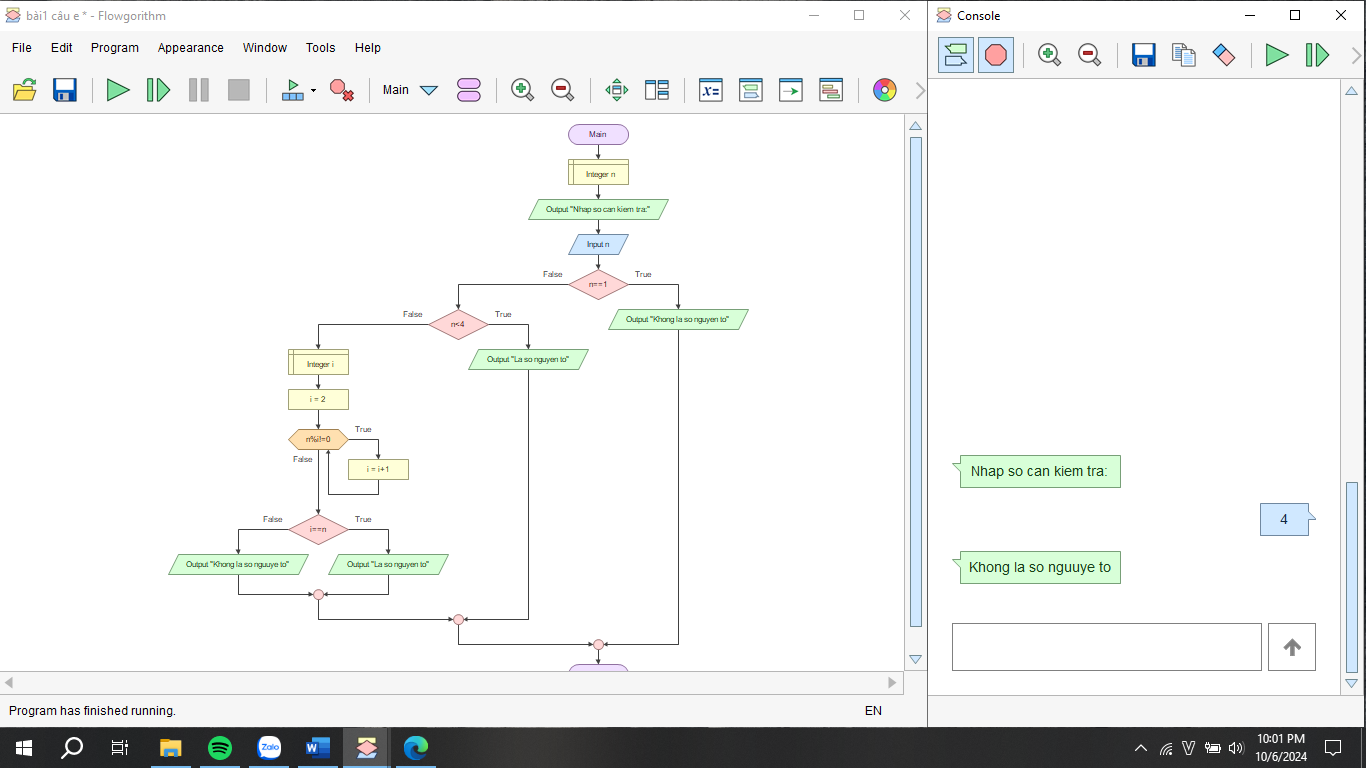 bài1 câu e * - Flowgorithm
File Edit Program Appearance Window Tools Help
Main
x=
Main
Integer n
Output "Nhap so can kiem tra:"
Input n
False True
n==1
False True
n<4
Output "Khong la so nguyen to"
Integer i
Output "La so nguyen to"
i = 2
True
n%i!=0
False
i = i+1
False True
i==n
Output "Khong la so nguuye to"
Output "La so nguyen to"
Program has finished running.
EN
Console
Nhap so can kiem tra:
4
Khong la so nguuye to
Zalo
W
10:01 PM
10/6/2024